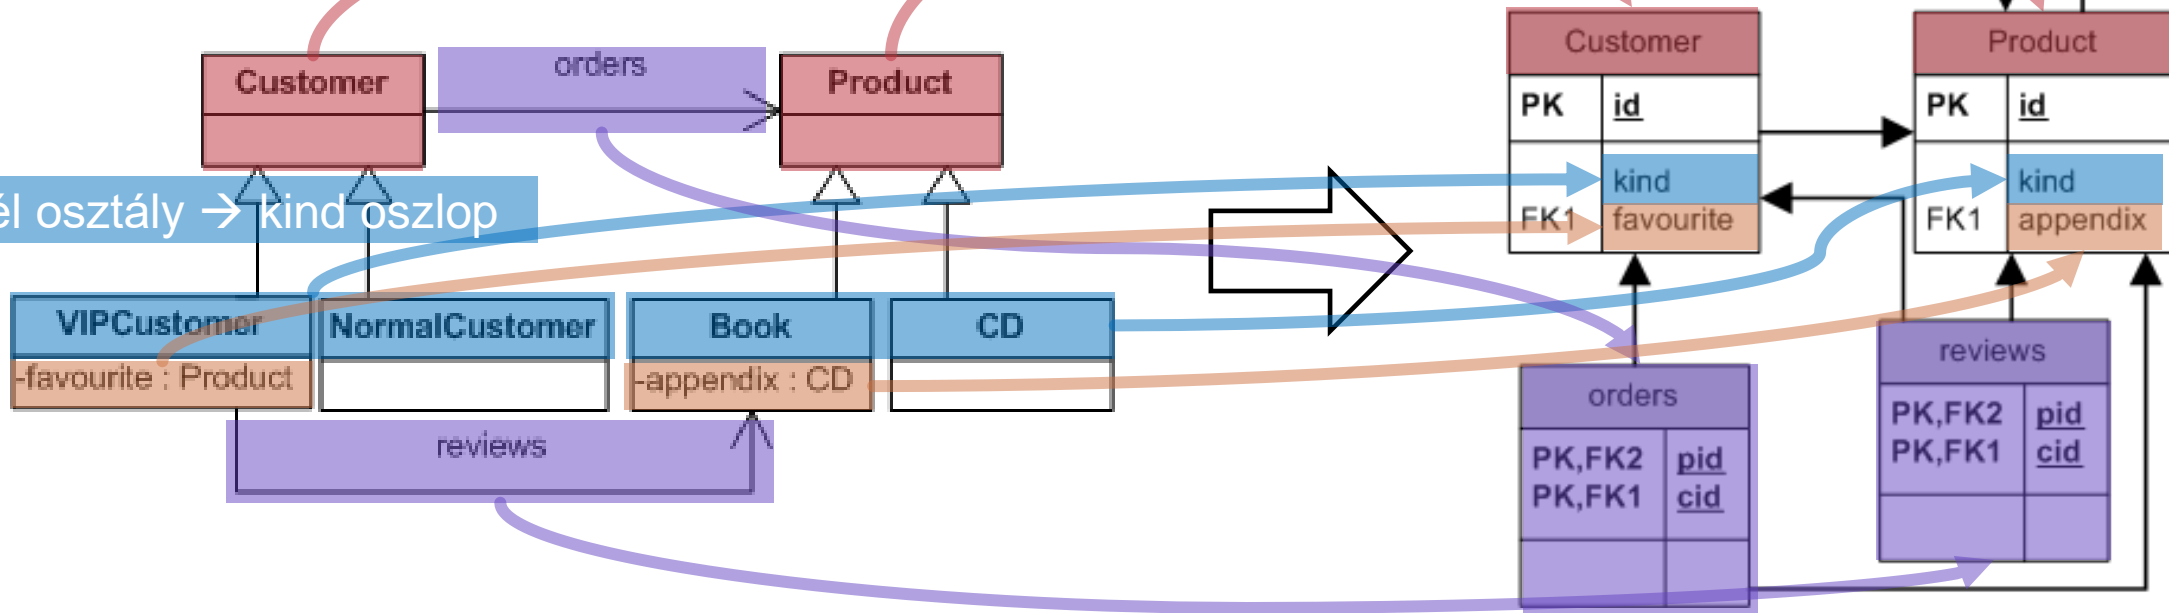 Customer
orders
Product
él osztály → kind oszlop
VIPCustomer
-favourite : Product
NormalCustomer
Book
-appendix : CD
CD
reviews
Customer
PK id
kind
FK1 favourite
Product
PK id
kind
FK1 appendix
orders
PK,FK2 pid
PK,FK1 cid
reviews
PK,FK2 pid
PK,FK1 cid